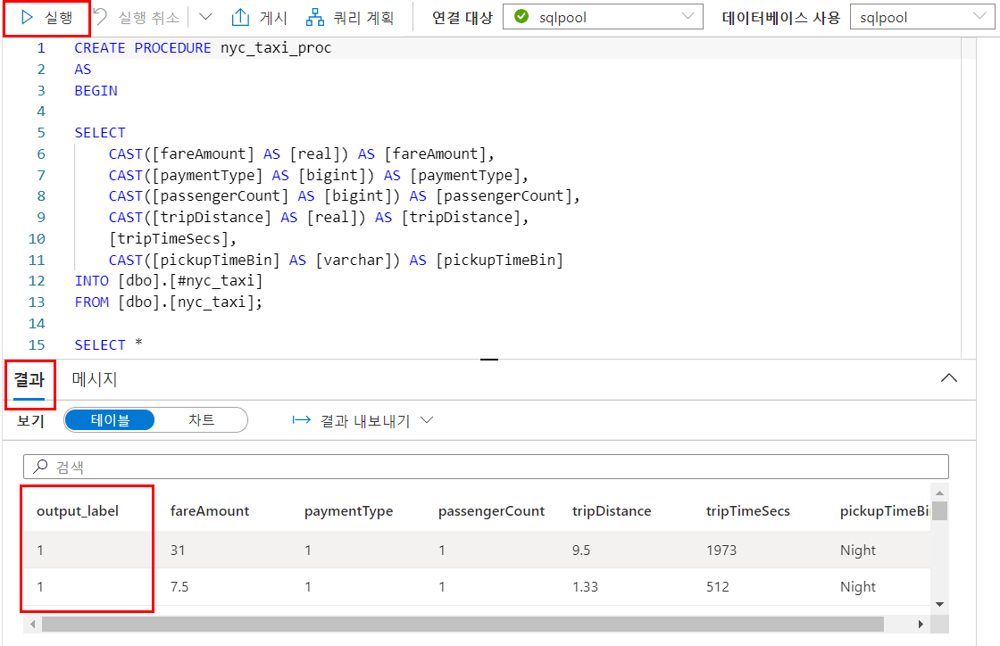 실행 실행 취소 게시 쿼리 계획 연결 대상 sqlpool 데이터베이스 사용 sqlpool
1 CREATE PROCEDURE nyc_taxi_proc
2 AS
3 BEGIN
4
5 SELECT
6 CAST([fareAmount] AS [real]) AS [fareAmount],
7 CAST([paymentType] AS [bigint]) AS [paymentType],
8 CAST([passengerCount] AS [bigint]) AS [passengerCount],
9 CAST([tripDistance] AS [real]) AS [tripDistance],
10 [tripTimeSecs],
11 CAST([pickupTimeBin] AS [varchar]) AS [pickupTimeBin]
12 INTO [dbo].[#nyc_taxi]
13 FROM [dbo].[nyc_taxi];
14
15 SELECT *
결과 메시지
보기 테이블 차트 결과 내보내기
검색
output_label fareAmount paymentType passengerCount tripDistance tripTimeSecs pickupTimeBi
1 31 1 1 9.5 1973 Night
1 7.5 1 1 1.33 512 Night